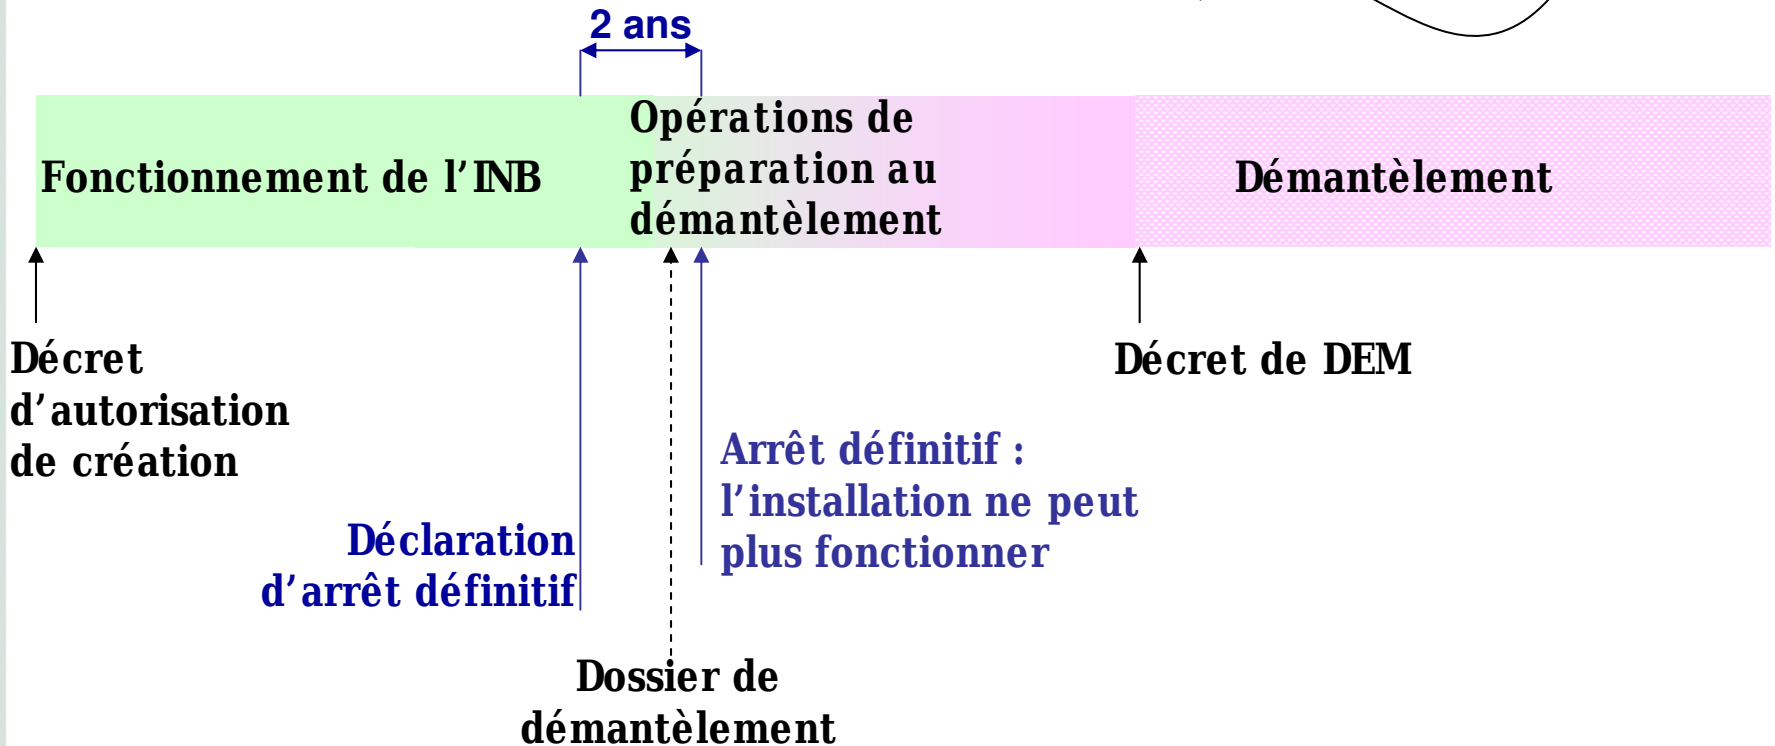 2 ans
Opérations de
préparation au
démantèlement
Fonctionnement de l’INB
Démantèlement
Décret
d’autorisation
de création
Décret de DEM
Arrêt définitif :
l’installation ne peut
plus fonctionner
Déclaration
d’arrêt définitif
Dossier de
démantèlement